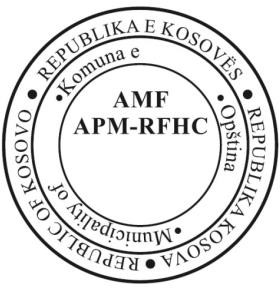 REPUBLIKA E KOSOVËS ● REPUBLIKA KOSOVA ● REPUBLIC OF KOSOVO ●
•Komuna e
•Opština
•Municipality of
AMF
APM-RFHC